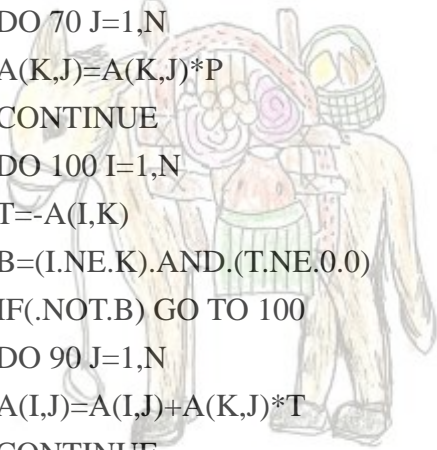 DO 70 J=1,N
A(K,J)=A(K,J)*P
CONTINUE
DO 100 I=1,N
T=-A(I,K)
B=(I.NE.K).AND.(T.NE.0.0)
IF(.NOT.B) GO TO 100
DO 90 J=1,N
A(I,J)=A(I,J)+A(K,J)*T
CONTINUE